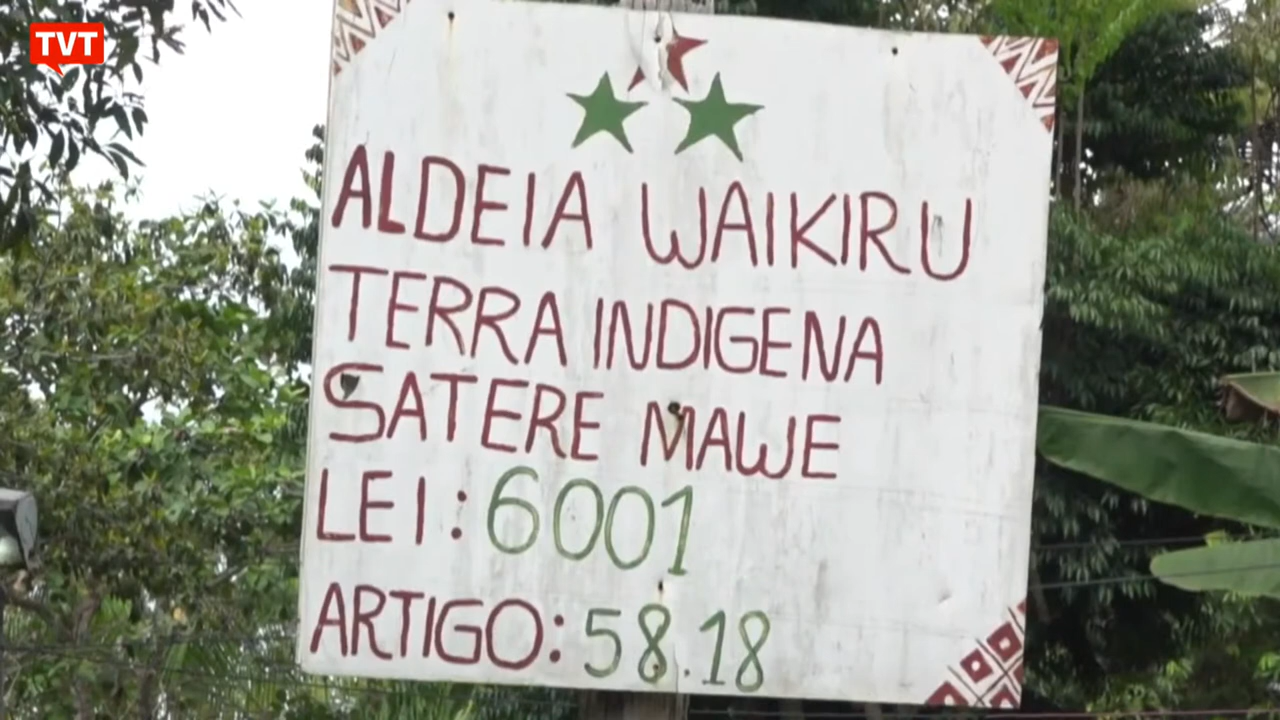 TVT
ALDEIA WAIKIRU
TERRA INDIGENA
SATERE MAWE
LEI: 6001
ARTIGO: 58.18